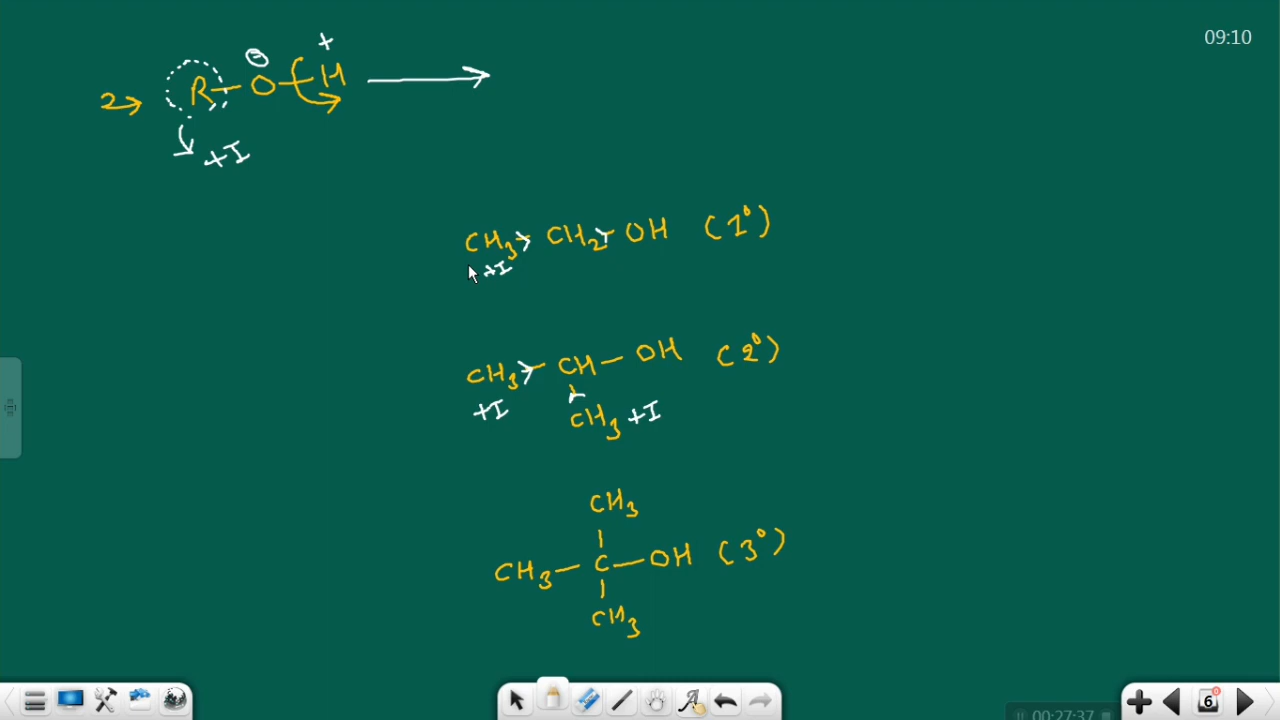 09:10
⊖ +
2→ R-O-H ⟶
+I
CH3-CH2-OH (1°)
+I
CH3-CH-OH (2°)
+I
CH3 +I
CH3
CH3-C-OH (3°)
CH3
6
00:27:37